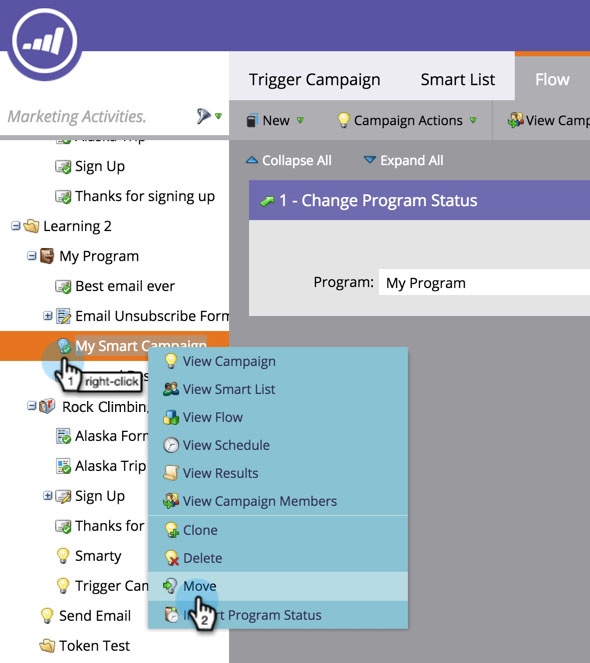 Trigger Campaign Smart List Flow
Marketing Activities.
New Campaign Actions View Camp
Alaska Trip
Collapse All Expand All
Sign Up
Thanks for signing up
1 - Change Program Status
Learning 2
My Program
Program: My Program
Best email ever
Email Unsubscribe Form
My Smart Campaign
1 right-click
View Campaign
View Smart List
Rock Climbin
View Flow
Alaska Form
View Schedule
Alaska Trip
View Results
Sign Up
View Campaign Members
Thanks for
Clone
Smarty
Delete
Trigger Cam
Move
2
Send Email
Program Status
Token Test